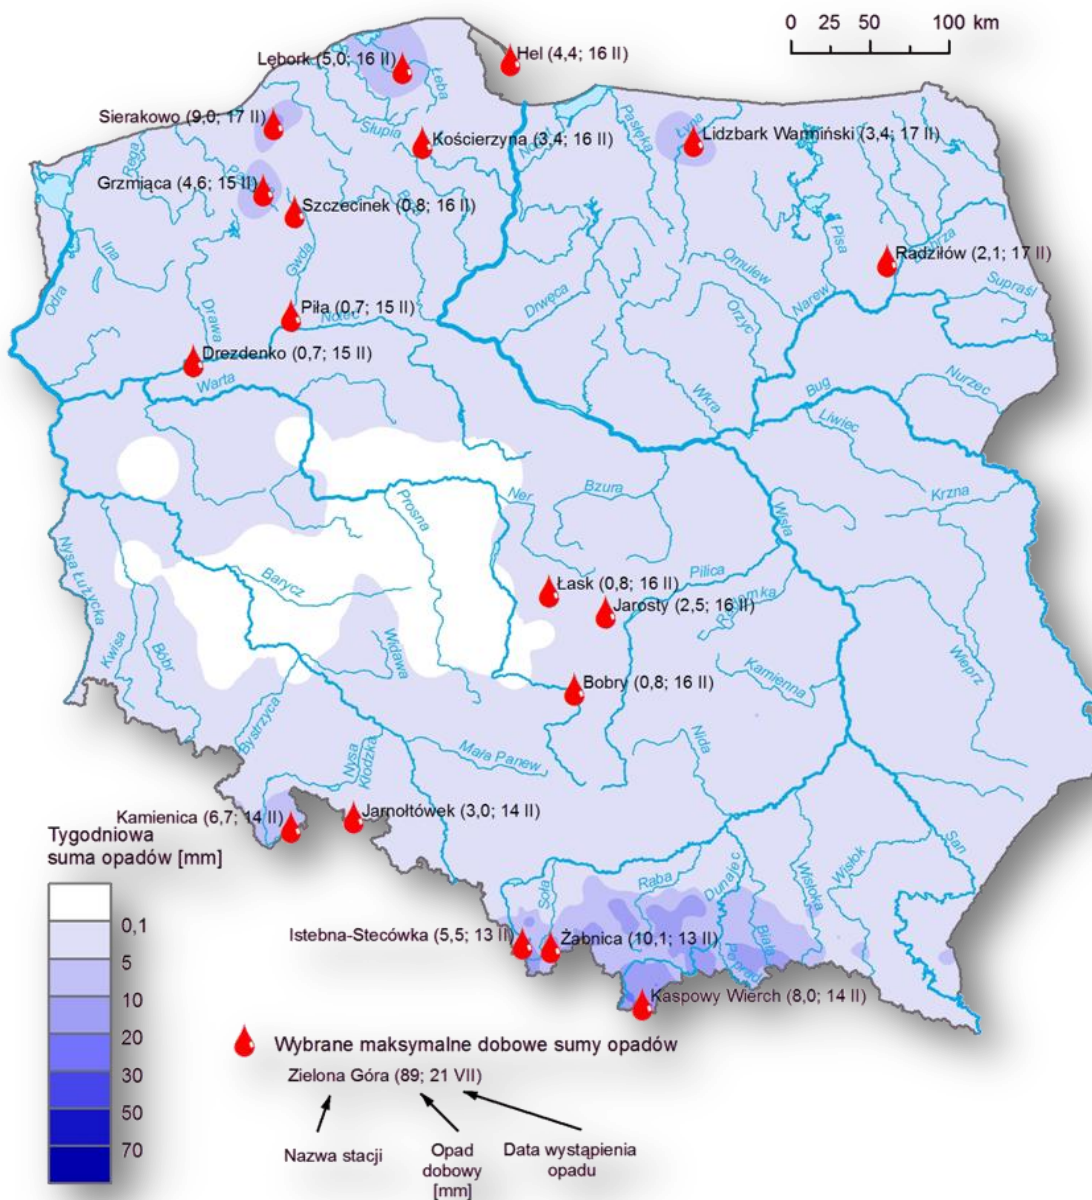 0 25 50 100 km
Hel (4,4; 16 II)
Lębork (5,0; 16 II)
Łeba
Sierakowo (9,0; 17 II)
Słupia
Kościerzyna (3,4; 16 II)
Pasłęka
Łyna
Lidzbark Warmiński (3,4; 17 II)
Rega
Grzmiąca (4,6; 15 II)
Szczecinek (0,8; 16 II)
Ina
Gwda
Pisa
Radziłów (2,1; 17 II)
Omulew
Supraśl
Odra
Drawa
Piła (0,7; 15 II)
Noteć
Drwęca
Orzyc
Narew
Drezdenko (0,7; 15 II)
Warta
Wkra
Bug
Nurzec
Liwiec
Prosna
Ner
Bzura
Wisła
Krzna
Nysa Łużycka
Barycz
Pilica
Łask (0,8; 16 II)
Jarosty (2,5; 16 II)
Radomka
Kwisa
Bóbr
Widawa
Kamienna
Wieprz
Bobry (0,8; 16 II)
Bystrzyca
Nysa
Kłodzka
Mała Panew
Nida
Kamienica (6,7; 14 II)
Jarnołtówek (3,0; 14 II)
San
Wisłok
Wisłoka
Dunajec
Raba
Soła
Biała
Poprad
Istebna-Stecówka (5,5; 13 II)
Żabnica (10,1; 13 II)
Kaspowy Wierch (8,0; 14 II)
Tygodniowa
suma opadów [mm]
0,1
5
10
20
30
50
70
Wybrane maksymalne dobowe sumy opadów
Zielona Góra (89; 21 VII)
Nazwa stacji
Opad
dobowy
[mm]
Data wystąpienia
opadu